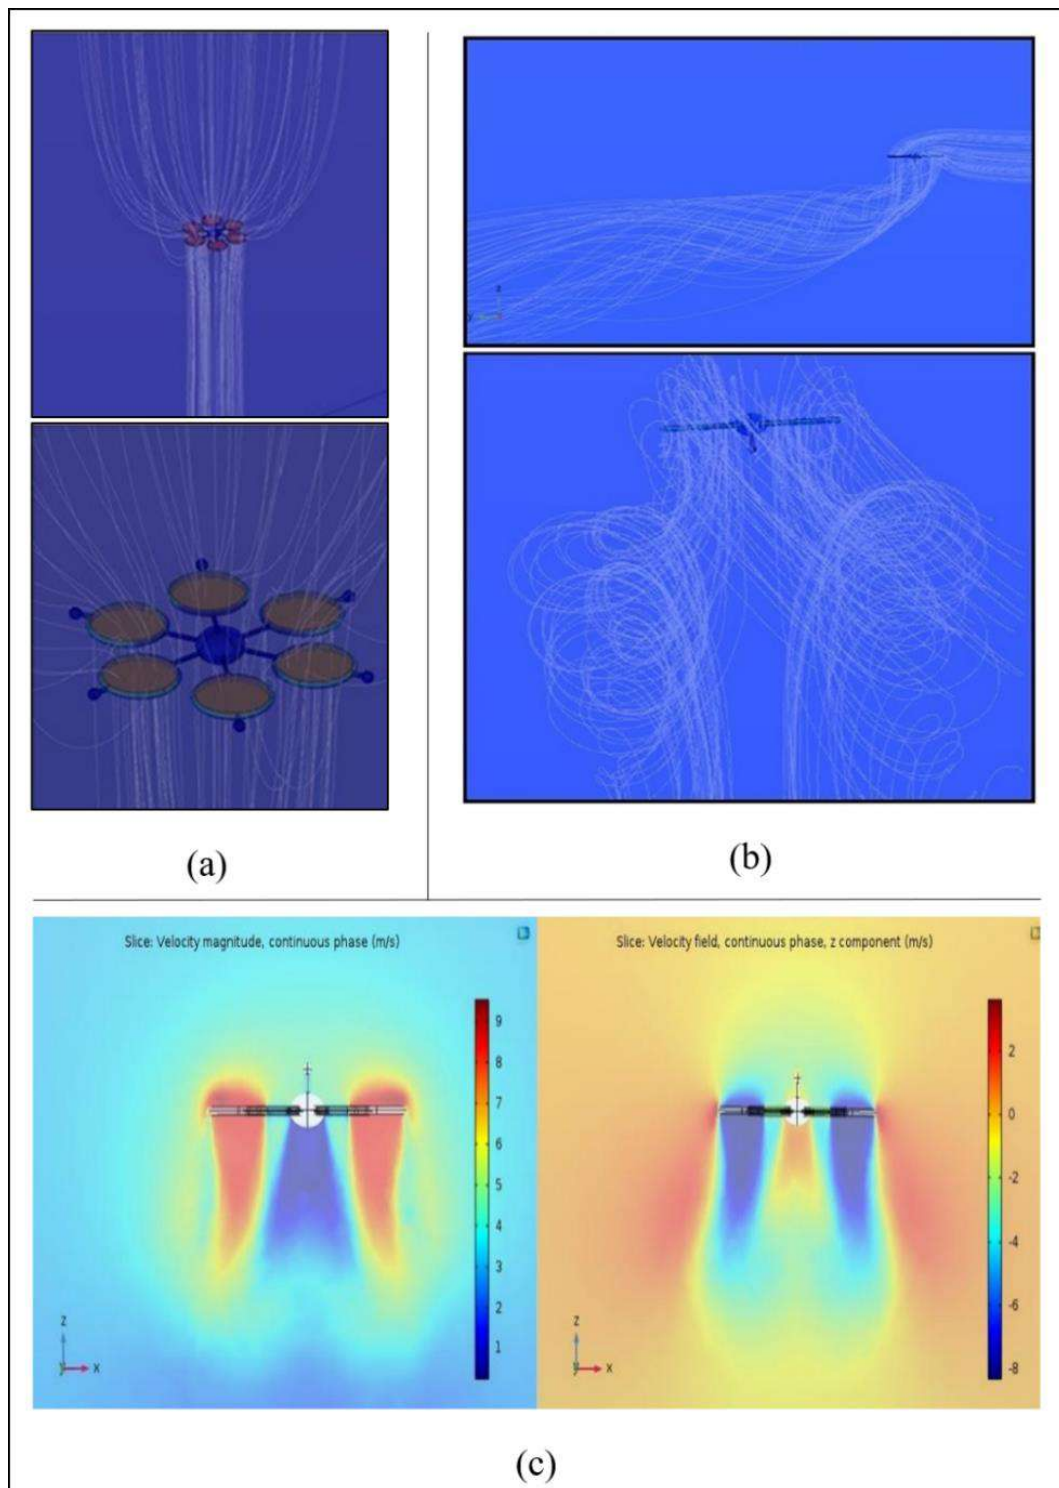 z
y
(a)
(b)
Slice: Velocity magnitude, continuous phase (m/s)
9
8
7
6
5
4
3
2
1
z
y
x
Slice: Velocity field, continuous phase, z component (m/s)
2
0
-2
-4
-6
-8
z
y
x
(c)